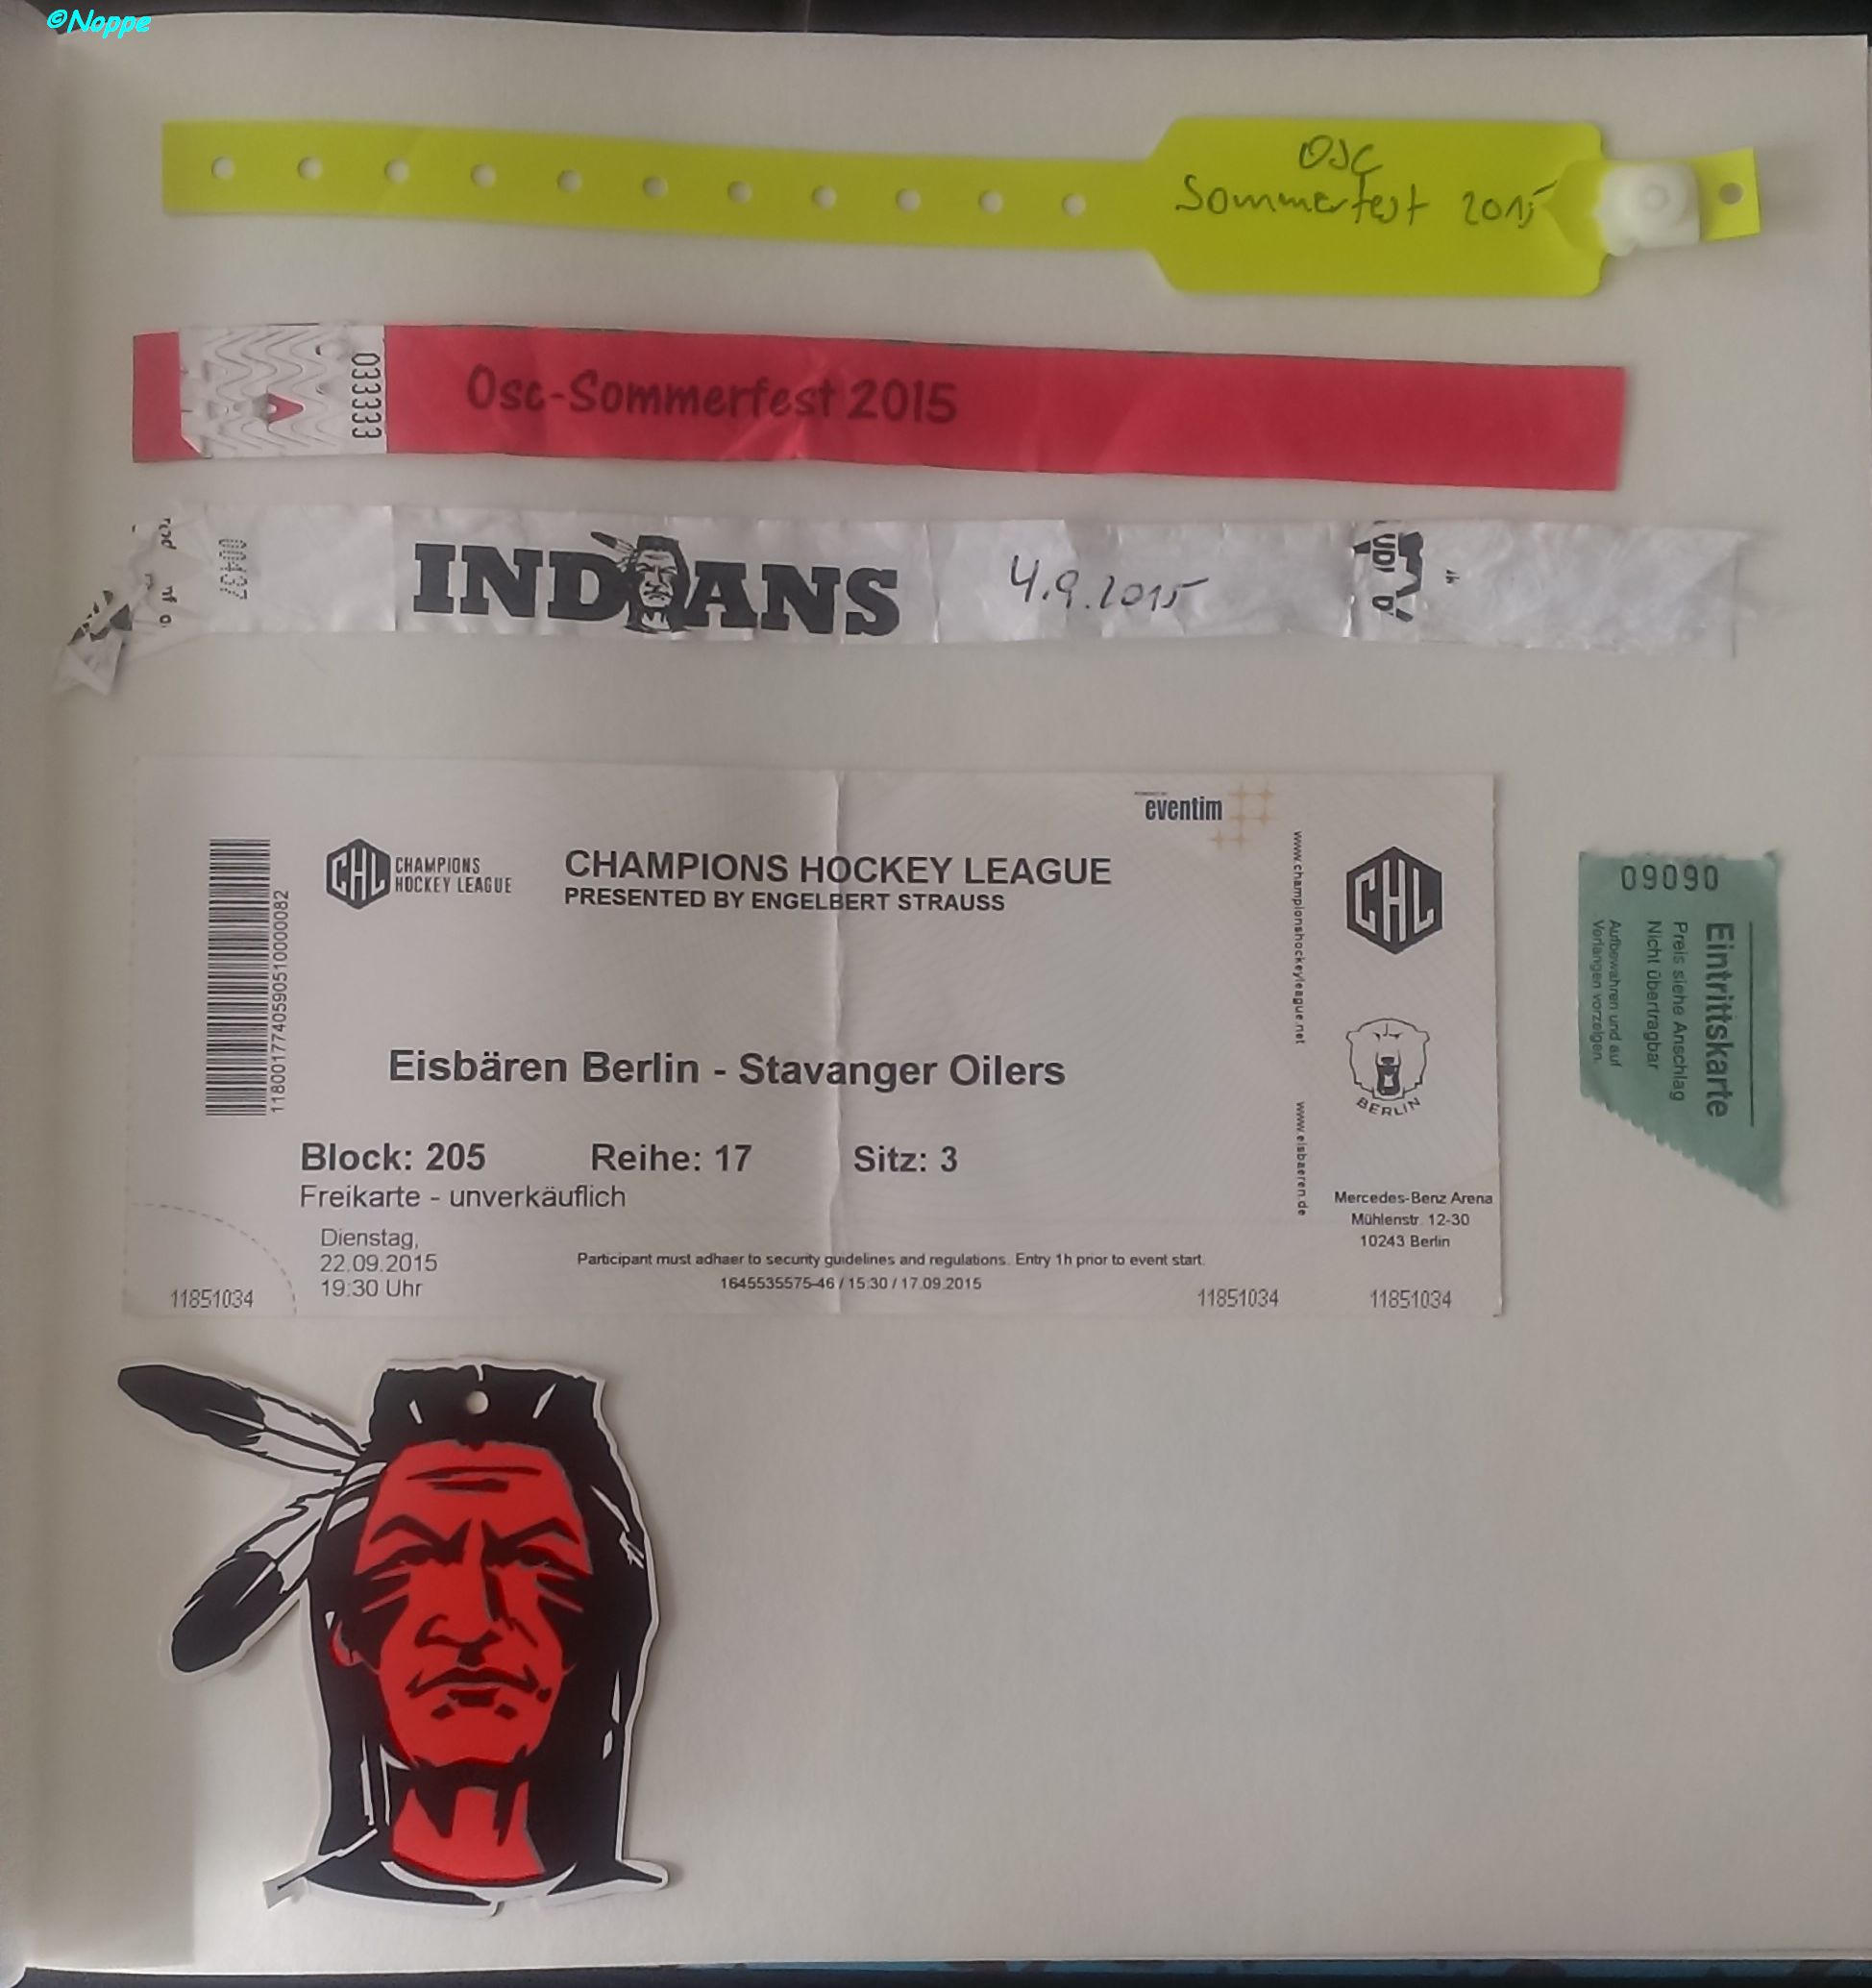 ©Noppe
OSC
Sommerfest 2015
033333
Osc-Sommerfest 2015
00437
INDIANS
4.9.2015
POWERED BY
eventim
CHL CHAMPIONS
HOCKEY LEAGUE
CHAMPIONS HOCKEY LEAGUE
PRESENTED BY ENGELBERT STRAUSS
118001774059051000008​2
Eisbären Berlin - Stavanger Oilers
Block: 205 Reihe: 17 Sitz: 3
Freikarte - unverkäuflich
Dienstag,
22.09.2015
19:30 Uhr
Participant must adhaer to security guidelines and regulations. Entry 1h prior to event start.
1645535575-46 / 15:30 / 17.09.2015
11851034
11851034
www.championshockeyleague.net
www.eisbaeren.de
CHL
BERLIN
Mercedes-Benz Arena
Mühlenstr. 12-30
10243 Berlin
11851034
09090
Eintrittskarte
Preis siehe Anschlag
Nicht übertragbar
Aufbewahren und auf
Verlangen vorzeigen.